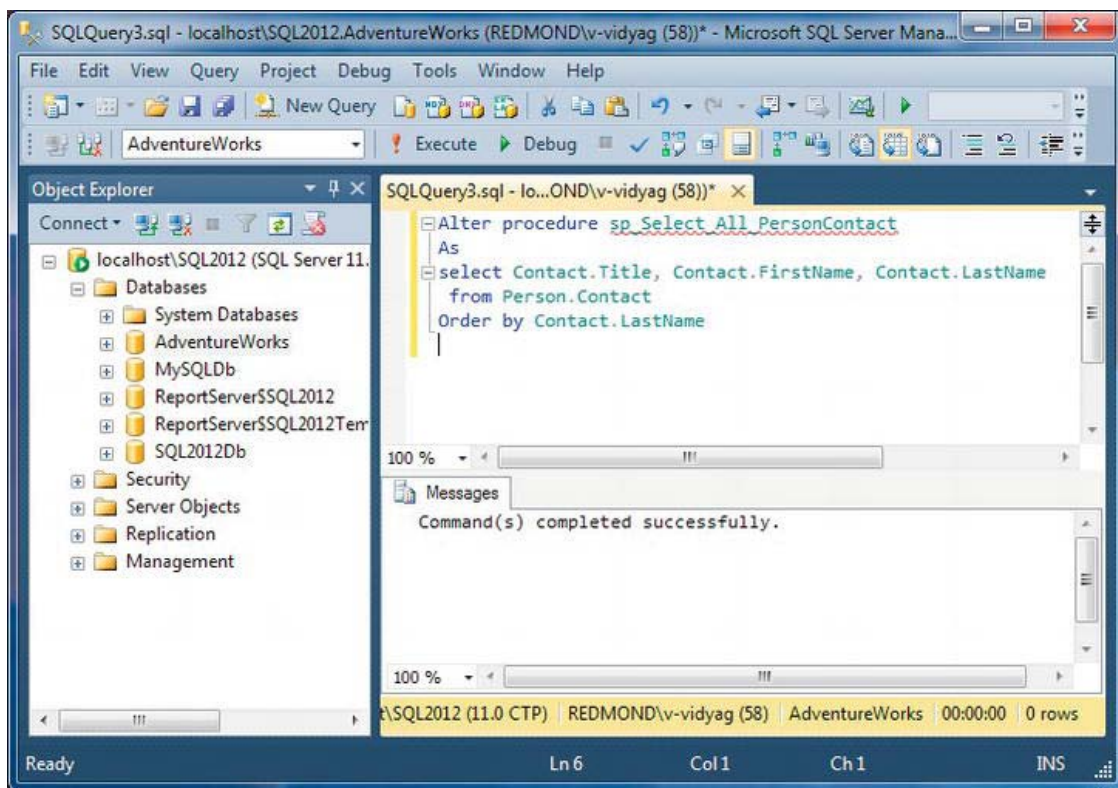 SQLQuery3.sql - localhost\SQL2012.AdventureWorks (REDMOND\v-vidyag (58))* - Microsoft SQL Server Mana...
File Edit View Query Project Debug Tools Window Help
New Query
AdventureWorks Execute Debug
Object Explorer
Connect
localhost\SQL2012 (SQL Server 11.
Databases
System Databases
AdventureWorks
MySQLDb
ReportServer$SQL2012
ReportServer$SQL2012Tem
SQL2012Db
Security
Server Objects
Replication
Management
SQLQuery3.sql - lo...OND\v-vidyag (58))*
Alter procedure sp_Select_All_PersonContact
As
select Contact.Title, Contact.FirstName, Contact.LastName
from Person.Contact
Order by Contact.LastName
100 %
Messages
Command(s) completed successfully.
100 %
t\SQL2012 (11.0 CTP) REDMOND\v-vidyag (58) AdventureWorks 00:00:00 0 rows
Ready Ln 6 Col 1 Ch 1 INS